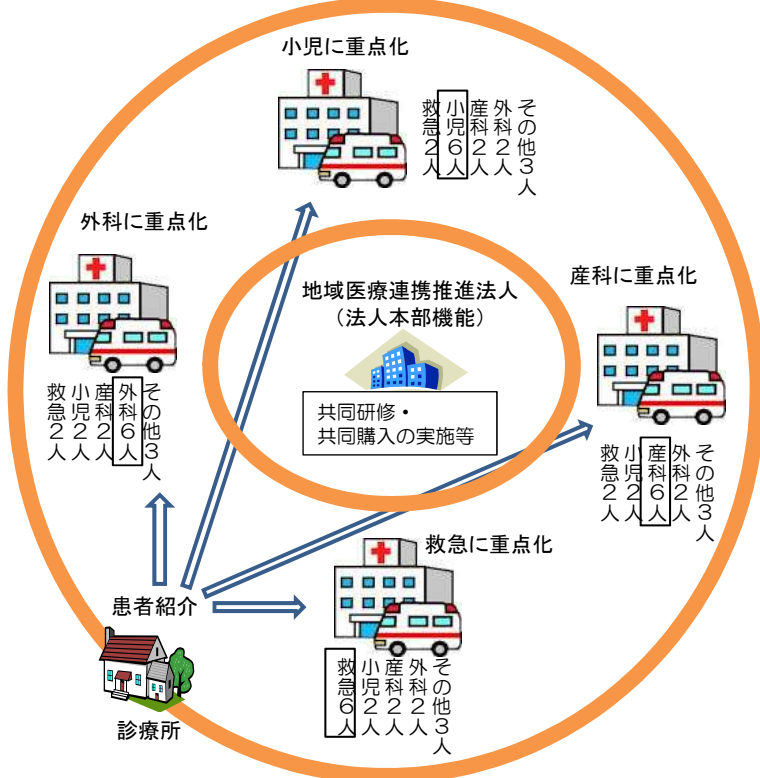 小児に重点化
その他3人
外科2人
産科2人
小児6人
救急2人
外科に重点化
その他3人
外科6人
産科2人
小児2人
救急2人
地域医療連携推進法人
（法人本部機能）
共同研修・
共同購入の実施等
産科に重点化
その他3人
外科2人
産科6人
小児2人
救急2人
救急に重点化
その他3人
外科2人
産科2人
小児2人
救急6人
患者紹介
診療所